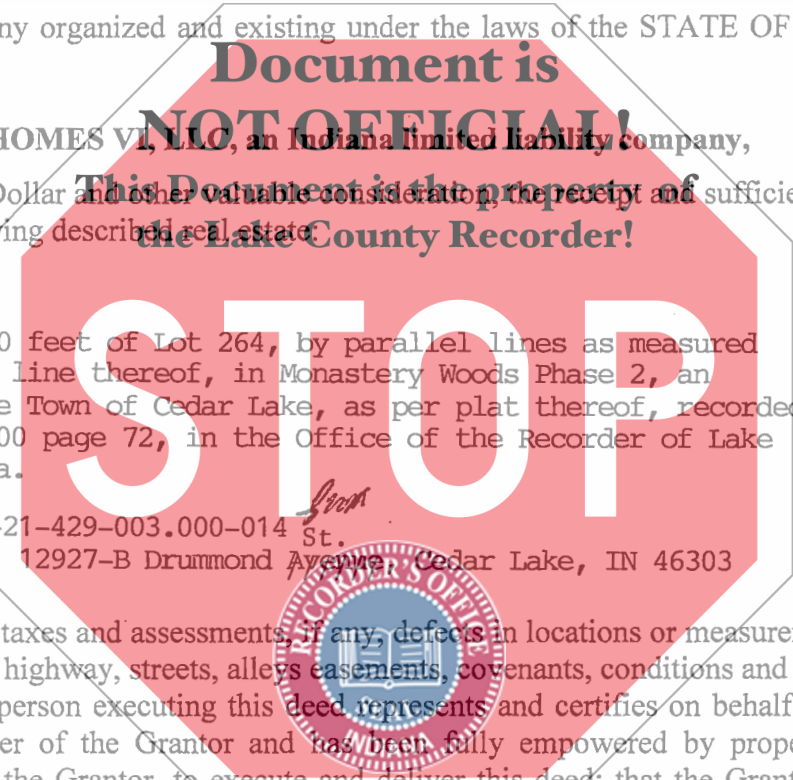 ny organized and existing under the laws of the STATE OF
Document is
NOT OFFICIAL!
HOMES VI, LLC, an Indiana limited liability company,
This Document is the property of
Dollar and other valuable consideration, the receipt and sufficie
the Lake County Recorder!
ing described real estate:
STOP
0 feet of Lot 264, by parallel lines as measured
line thereof, in Monastery Woods Phase 2, an
e Town of Cedar Lake, as per plat thereof, recorded
00 page 72, in the Office of the Recorder of Lake
a.
-21-429-003.000-014 St.
12927-B Drummond Avenue, Cedar Lake, IN 46303
RECORDER'S OFFICE
INDIANA
taxes and assessments, if any, defects in locations or measure
highway, streets, alleys easements, covenants, conditions and
person executing this deed represents and certifies on behalf
er of the Grantor and has been fully empowered by prope
the Grantor, to execute and deliver this deed; that the Grant